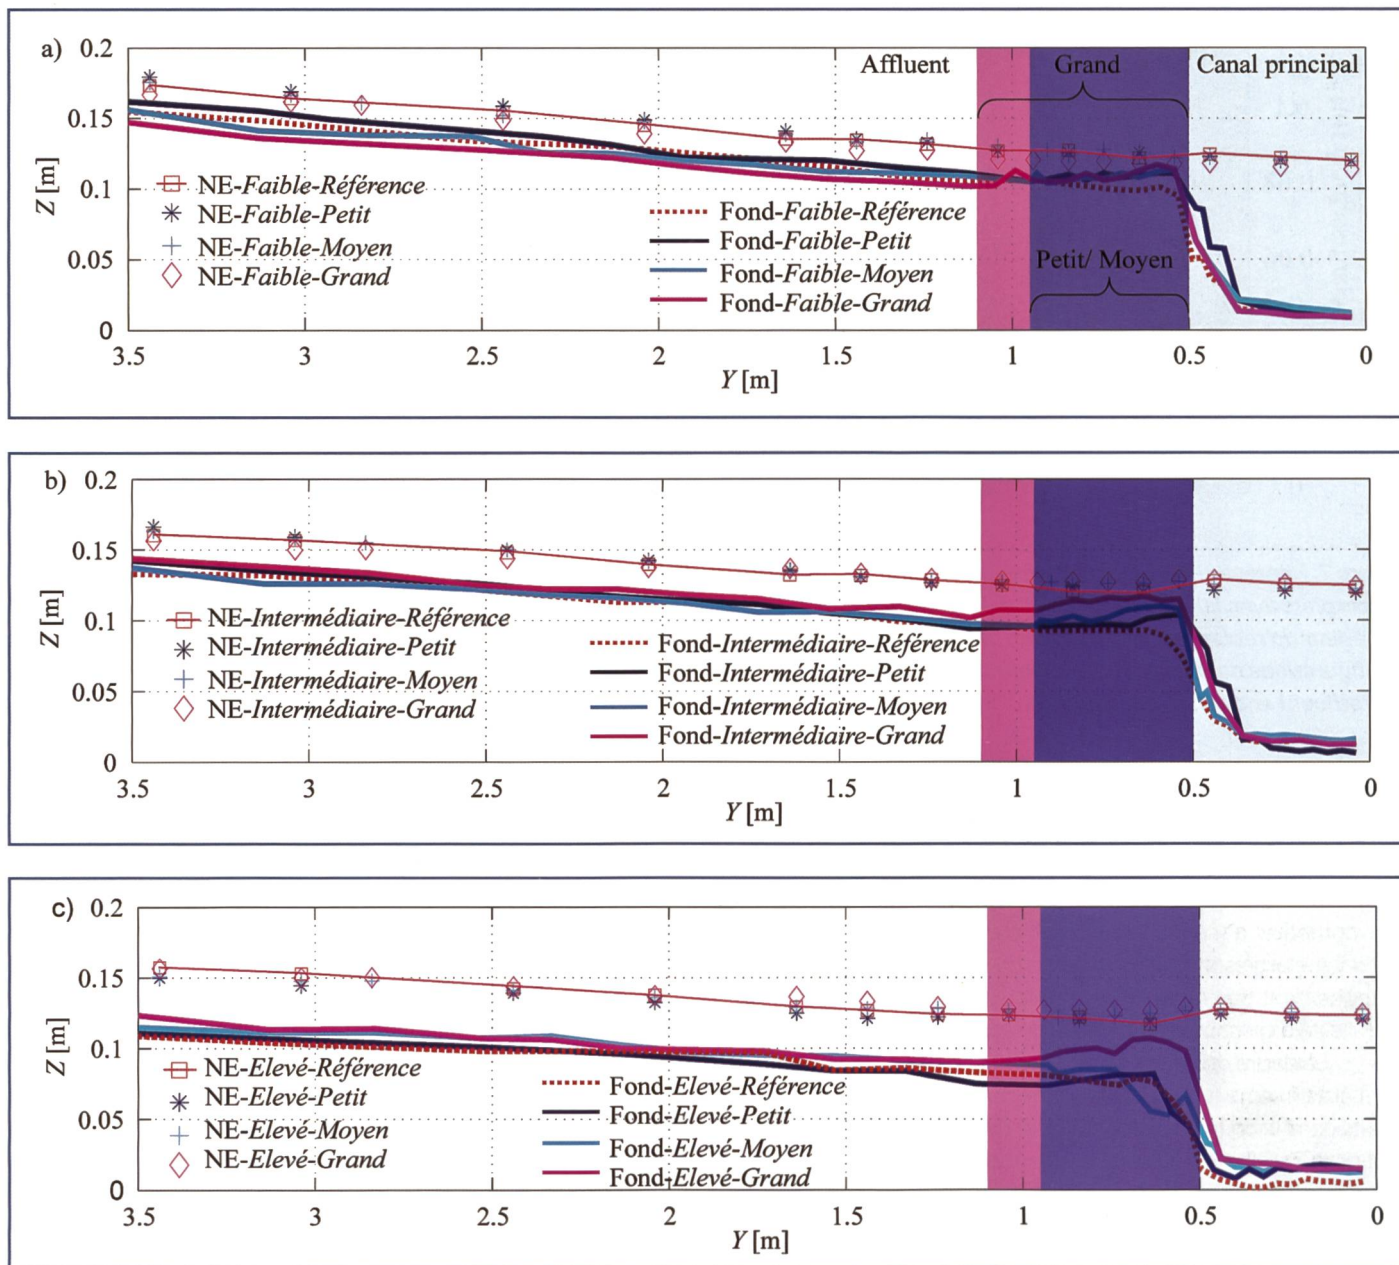 a)
0.2
0.15
0.1
0.05
0
Z [m]
Affluent
Grand
Canal principal
Petit/ Moyen
NE-Faible-Référence
NE-Faible-Petit
NE-Faible-Moyen
NE-Faible-Grand
Fond-Faible-Référence
Fond-Faible-Petit
Fond-Faible-Moyen
Fond-Faible-Grand
3.5 3 2.5 2 1.5 1 0.5 0
Y [m]
b)
0.2
0.15
0.1
0.05
0
Z [m]
NE-Intermédiaire-Référence
NE-Intermédiaire-Petit
NE-Intermédiaire-Moyen
NE-Intermédiaire-Grand
Fond-Intermédiaire-Référence
Fond-Intermédiaire-Petit
Fond-Intermédiaire-Moyen
Fond-Intermédiaire-Grand
3.5 3 2.5 2 1.5 1 0.5 0
Y [m]
c)
0.2
0.15
0.1
0.05
0
Z [m]
NE-Elevé-Référence
NE-Elevé-Petit
NE-Elevé-Moyen
NE-Elevé-Grand
Fond-Elevé-Référence
Fond-Elevé-Petit
Fond-Elevé-Moyen
Fond-Elevé-Grand
3.5 3 2.5 2 1.5 1 0.5 0
Y [m]